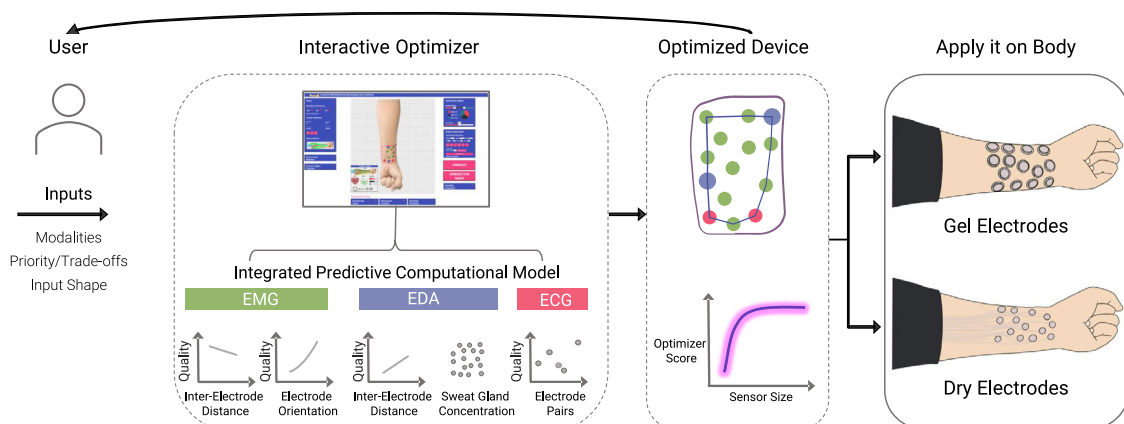 User
Interactive Optimizer
Optimized Device
Apply it on Body
Inputs
Modalities
Priority/Trade-offs
Input Shape
Integrated Predictive Computational Model
EMG
EDA
ECG
Quality
Inter-Electrode
Distance
Quality
Electrode
Orientation
Quality
Inter-Electrode
Distance
Sweat Gland
Concentration
Quality
Electrode
Pairs
Optimizer
Score
Sensor Size
Gel Electrodes
Dry Electrodes